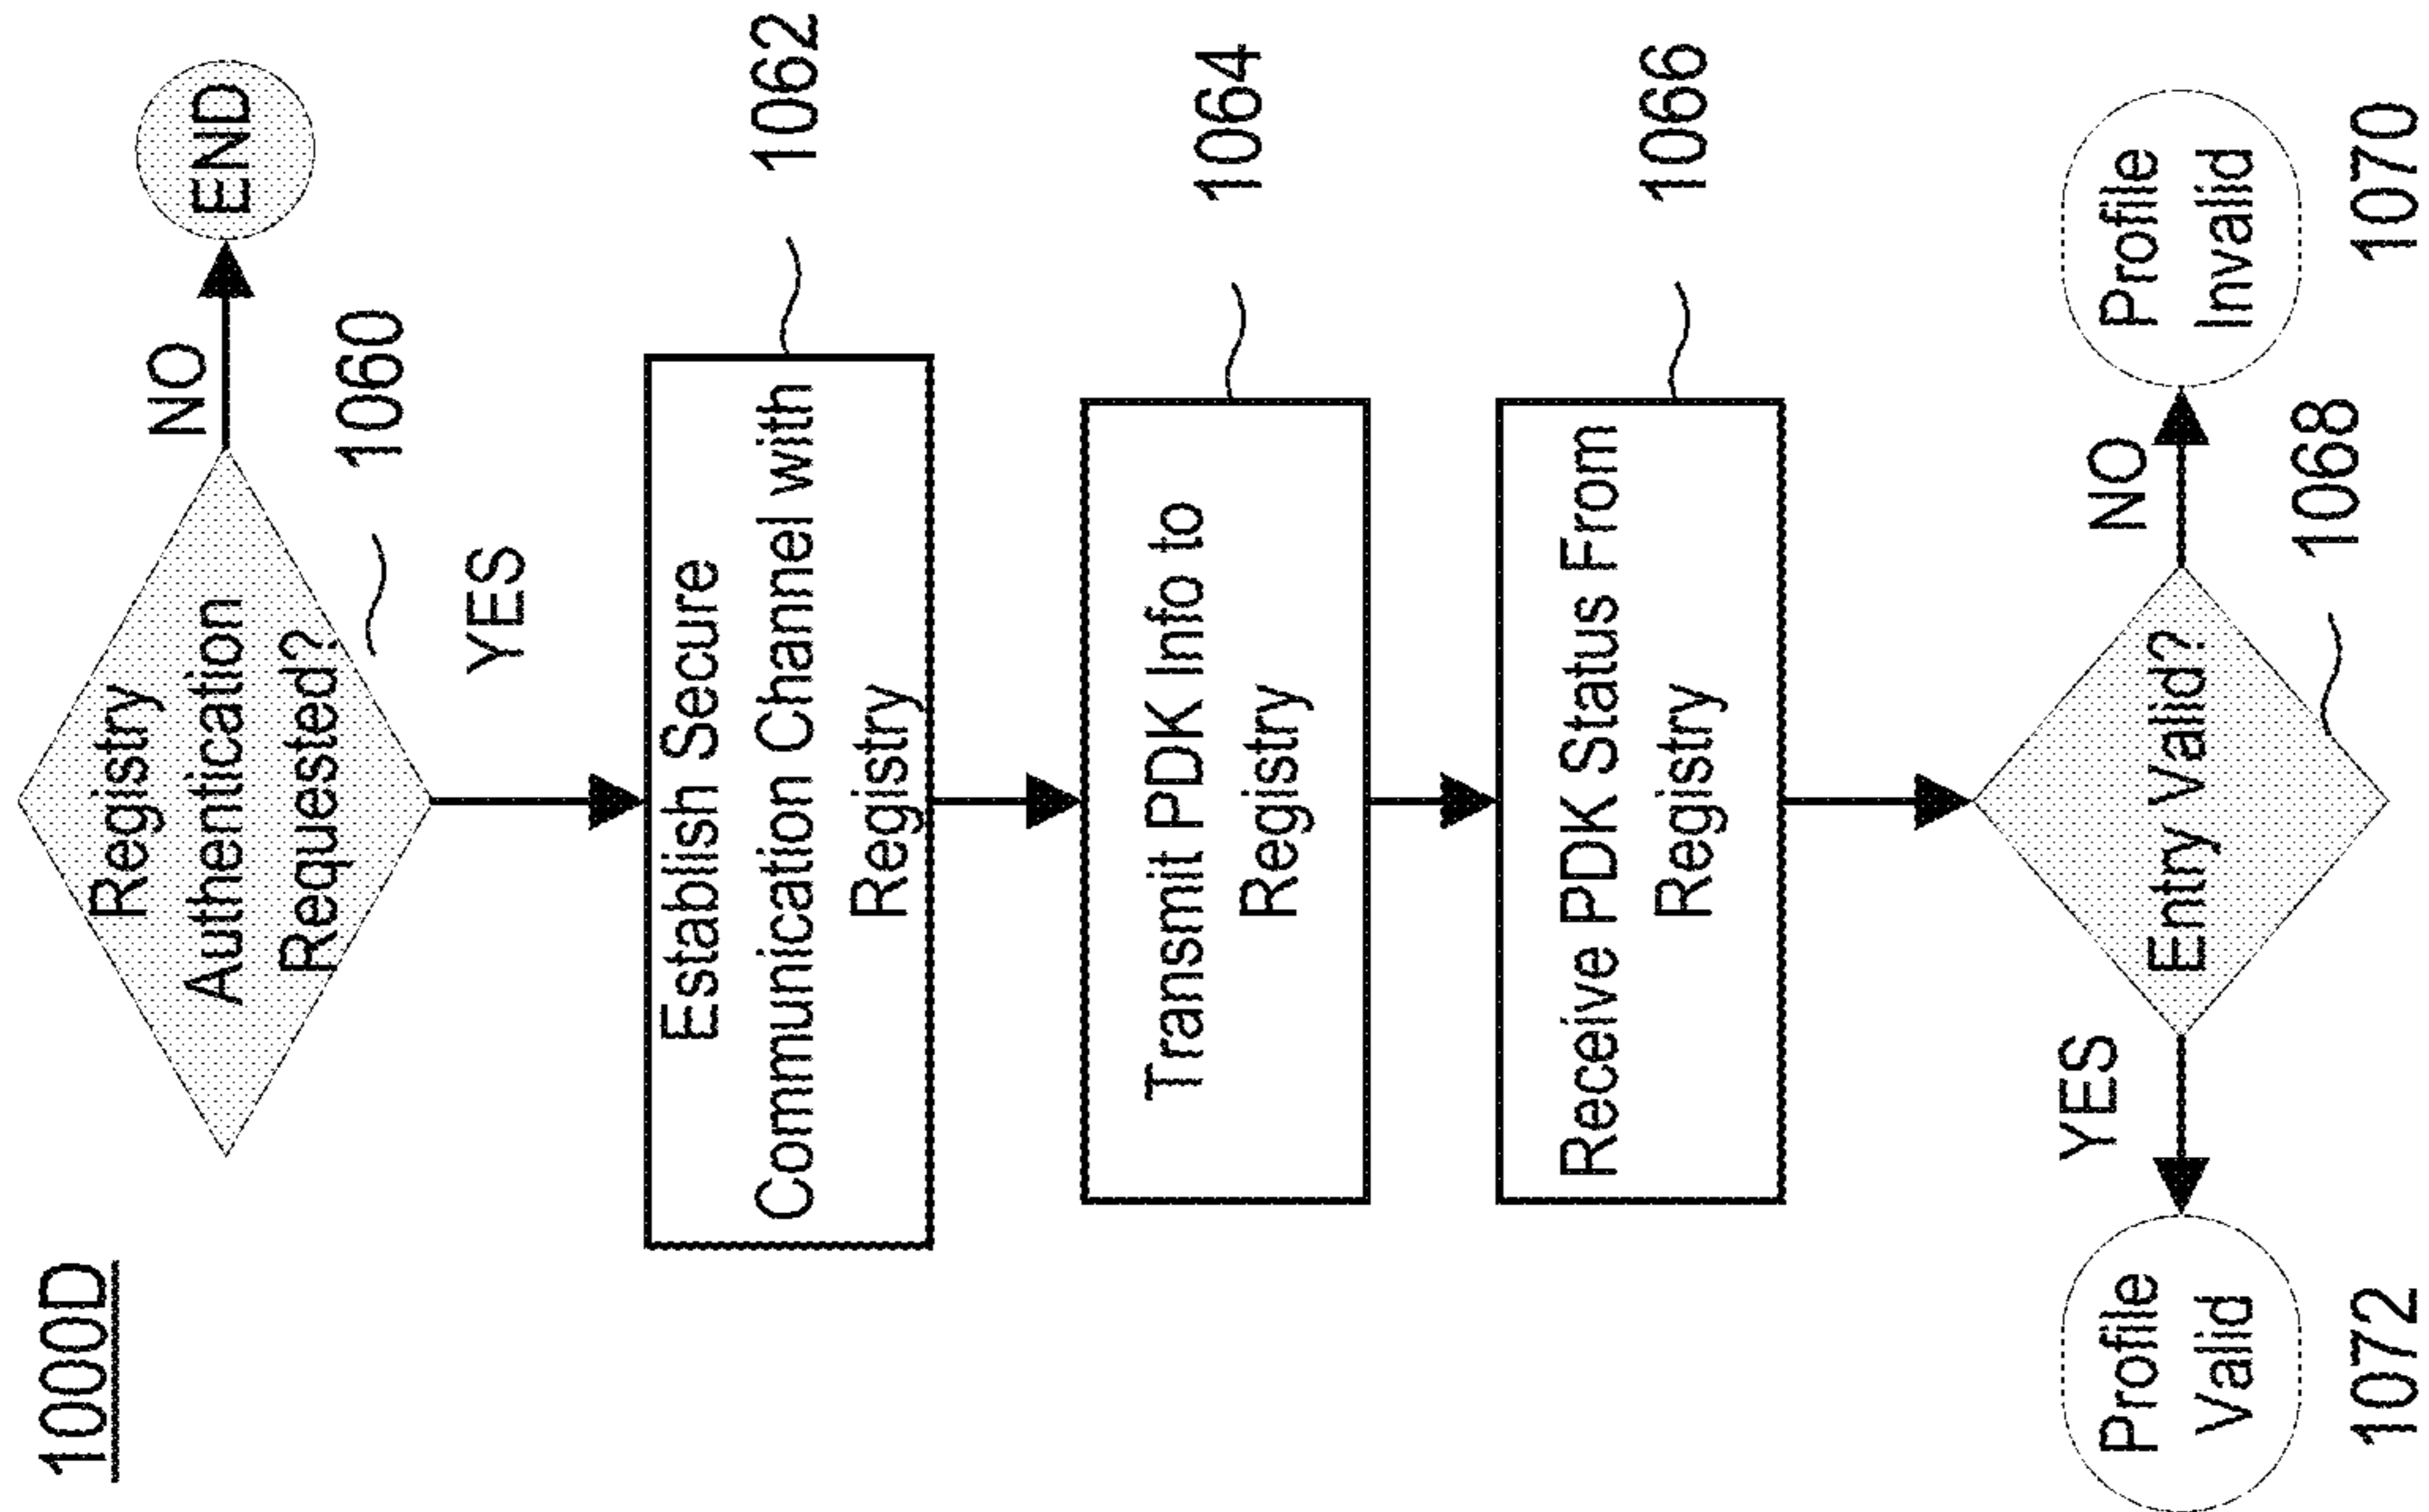 1000D
Registry
Authentication
Requested?
NO
END
1060
YES
Establish Secure
Communication Channel with
Registry
1062
Transmit PDK Info to
Registry
1064
Receive PDK Status From
Registry
1066
Entry Valid?
1068
YES
NO
Profile
Valid
1072
Profile
Invalid
1070